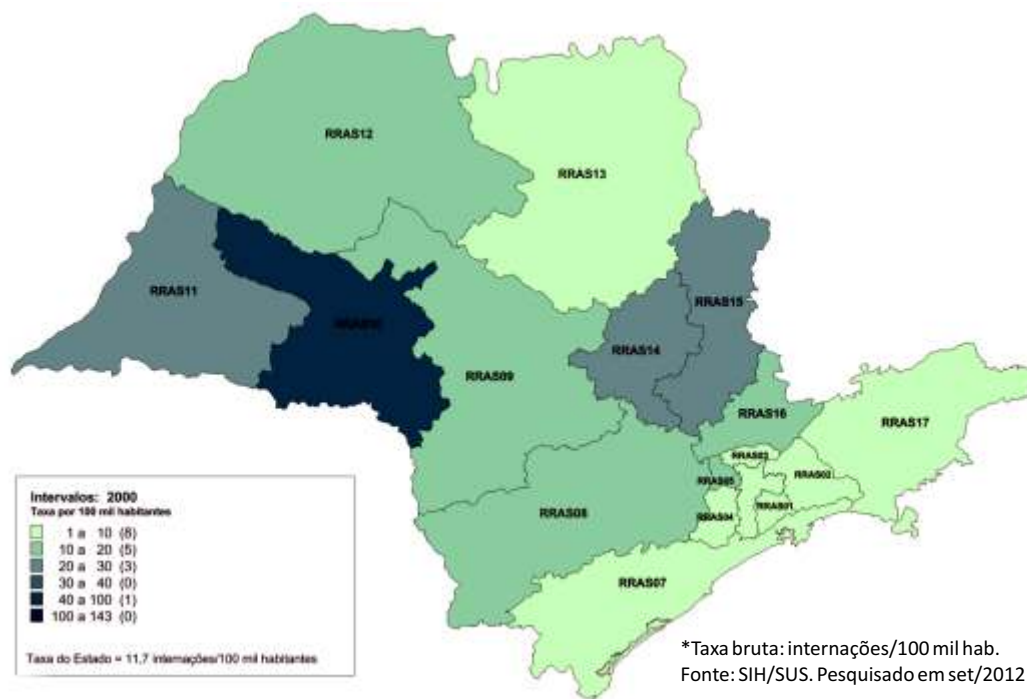 RRAS12
RRAS13
RRAS11
RRAS15
RRAS14
RRAS09
RRAS16
RRAS17
RRAS03
RRAS02
RRAS05
RRAS01
RRAS04
RRAS08
RRAS07
Intervalos: 2000
Taxa por 100 mil habitantes
1 a 10 (8)
10 a 20 (5)
20 a 30 (3)
30 a 40 (0)
40 a 100 (1)
100 a 143 (0)
Taxa do Estado = 11,7 internações/100 mil habitantes
*Taxa bruta: internações/100 mil hab.
Fonte: SIH/SUS. Pesquisado em set/2012